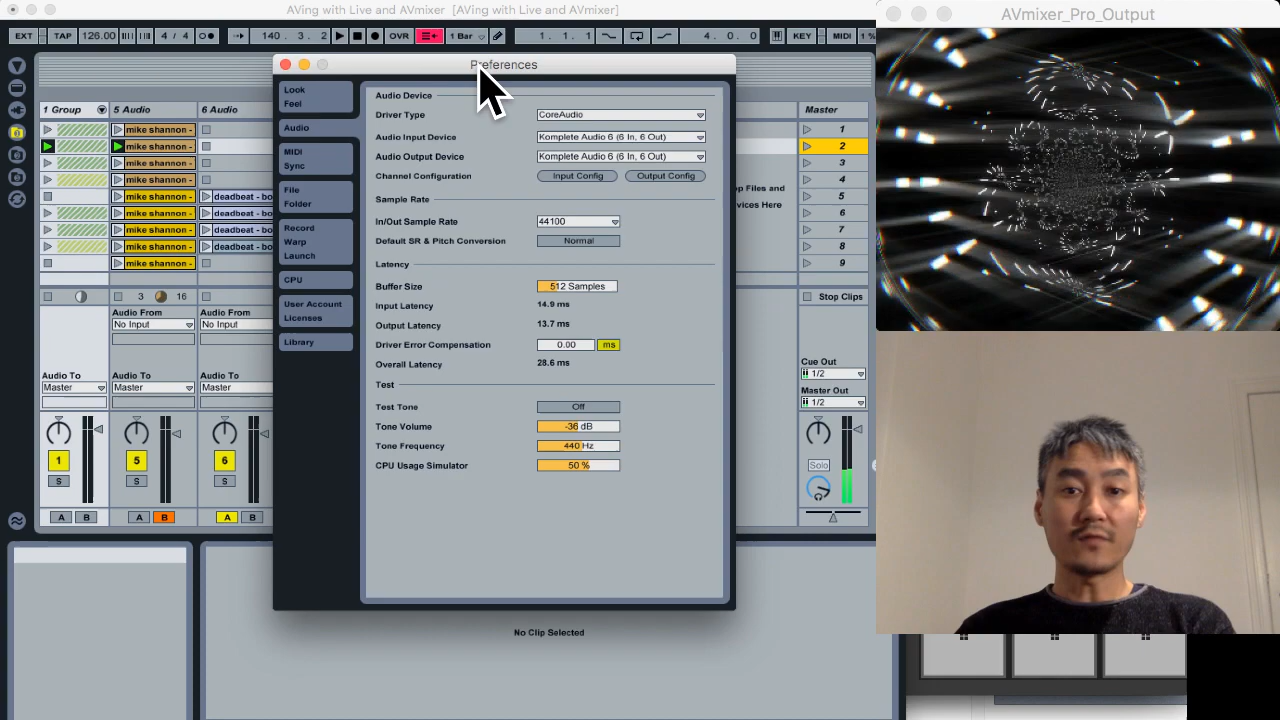 AVing with Live and AVmixer [AVing with Live and AVmixer]
AVmixer_Pro_Output
EXT TAP 126.00 4 / 4 140 . 3 . 2 OVR 1 Bar 1 . 1 . 1 4 . 0 . 0 KEY MIDI 1 %
Preferences
1 Group 5 Audio 6 Audio Master
mike shannon - 1
mike shannon - 2
mike shannon - 3
mike shannon - 4
mike shannon - deadbeat - bo 5
mike shannon - deadbeat - bo 6
mike shannon - deadbeat - bo 7
mike shannon - deadbeat - bo 8
mike shannon - 9
op Files and
vices Here
3 16 Stop Clips
Audio From Audio From
No Input No Input
Cue Out
1/2
Audio To Audio To Audio To Master Out
Master Master Master 1/2
1 5 6 Solo
S S S
A B A B A B
Look
Feel
Audio
MIDI
Sync
File
Folder
Record
Warp
Launch
CPU
User Account
Licenses
Library
Audio Device
Driver Type CoreAudio
Audio Input Device Komplete Audio 6 (6 In, 6 Out)
Audio Output Device Komplete Audio 6 (6 In, 6 Out)
Channel Configuration Input Config Output Config
Sample Rate
In/Out Sample Rate 44100
Default SR & Pitch Conversion Normal
Latency
Buffer Size 512 Samples
Input Latency 14.9 ms
Output Latency 13.7 ms
Driver Error Compensation 0.00 ms
Overall Latency 28.6 ms
Test
Test Tone Off
Tone Volume -36 dB
Tone Frequency 440 Hz
CPU Usage Simulator 50 %
No Clip Selected